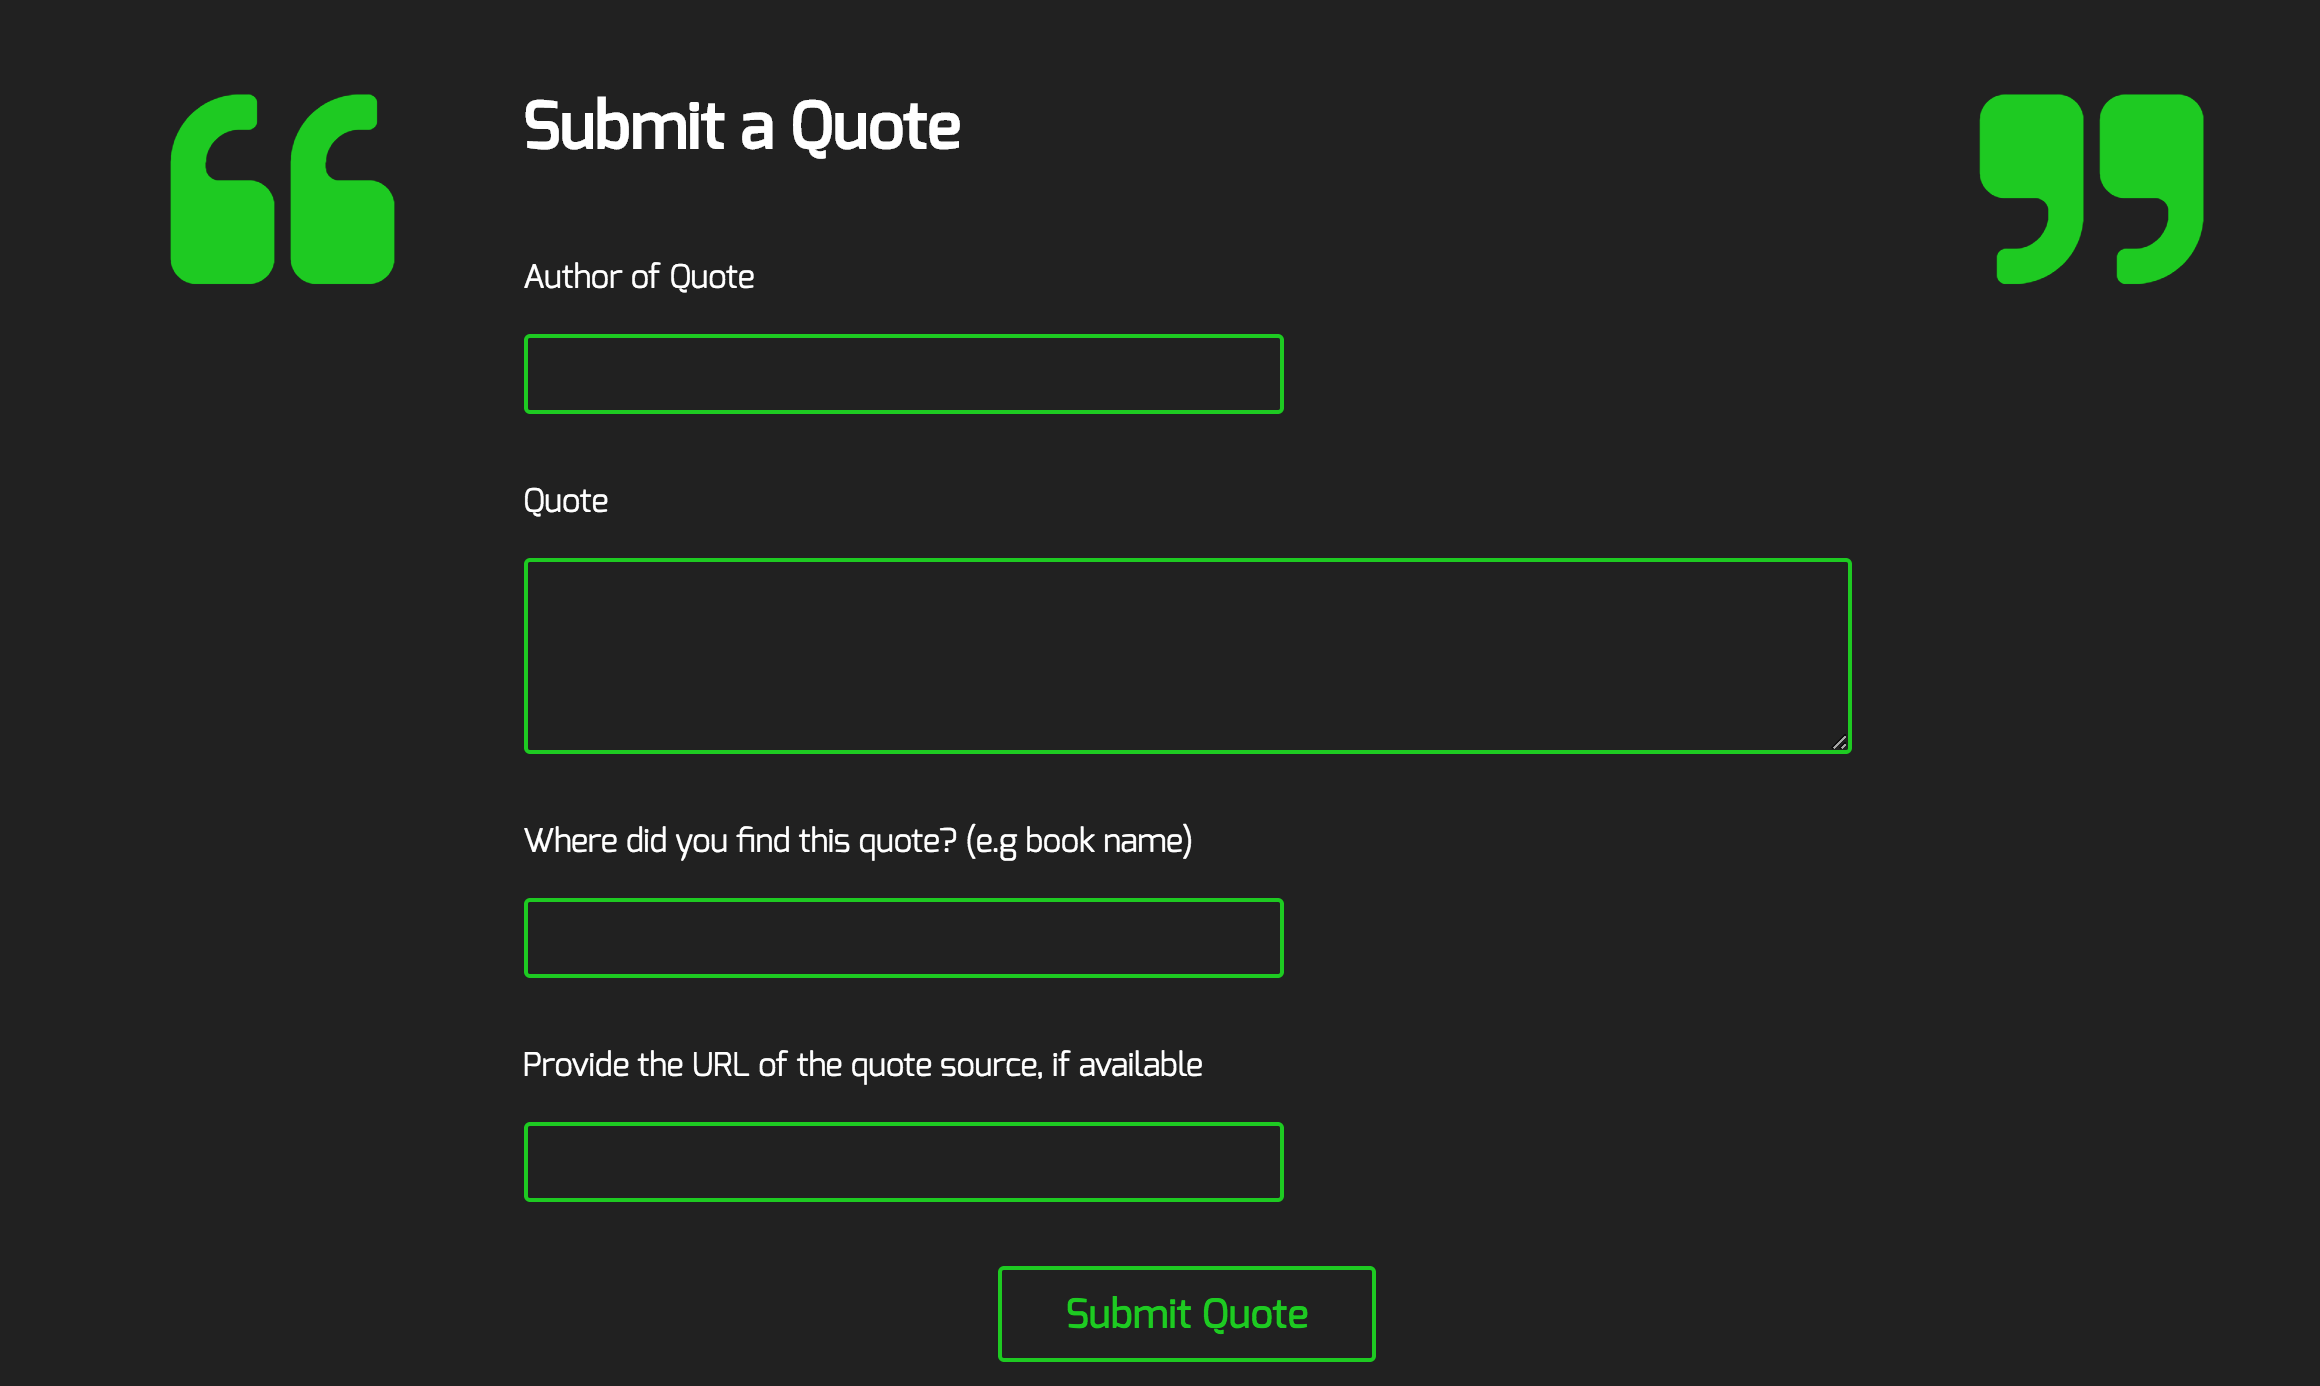 Submit a Quote
Author of Quote
Quote
Where did you find this quote? (e.g book name)
Provide the URL of the quote source, if available
Submit Quote